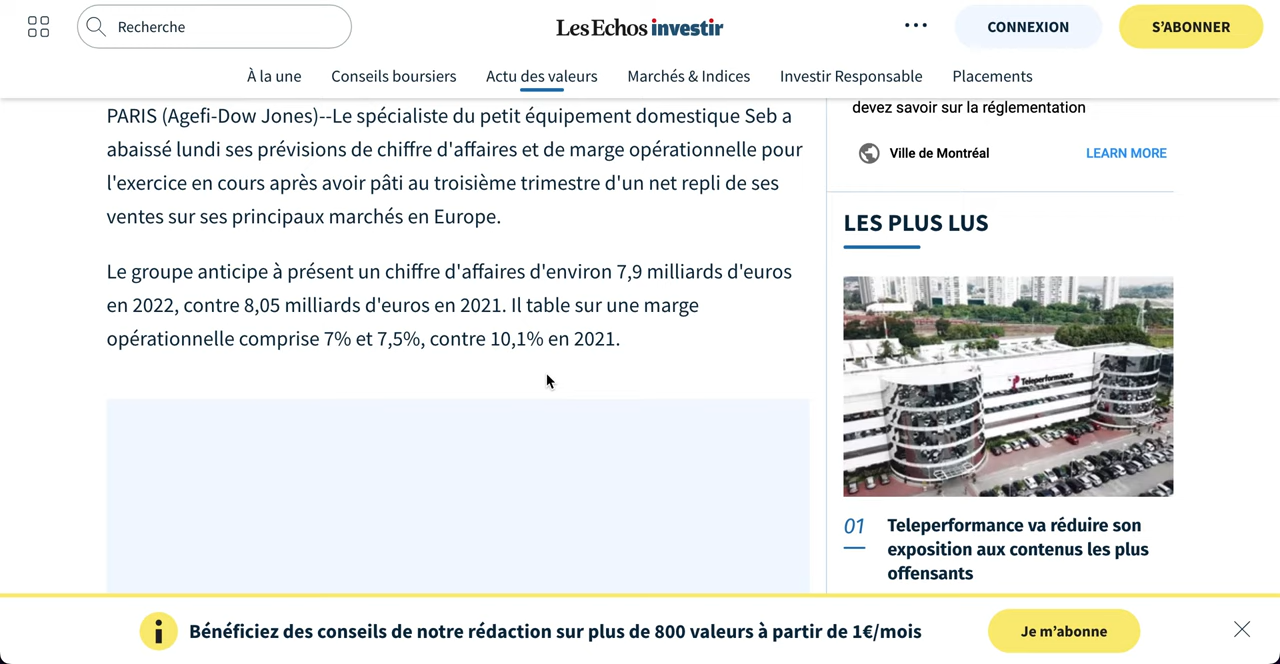 Recherche
Les Echos investir
CONNEXION
S'ABONNER
À la une
Conseils boursiers
Actu des valeurs
Marchés & Indices
Investir Responsable
Placements
PARIS (Agefi-Dow Jones)--Le spécialiste du petit équipement domestique Seb a
abaissé lundi ses prévisions de chiffre d'affaires et de marge opérationnelle pour
l'exercice en cours après avoir pâti au troisième trimestre d'un net repli de ses
ventes sur ses principaux marchés en Europe.
Le groupe anticipe à présent un chiffre d'affaires d'environ 7,9 milliards d'euros
en 2022, contre 8,05 milliards d'euros en 2021. Il table sur une marge
opérationnelle comprise 7% et 7,5%, contre 10,1% en 2021.
devez savoir sur la réglementation
Ville de Montréal
LEARN MORE
LES PLUS LUS
Teleperformance
01
Teleperformance va réduire son
exposition aux contenus les plus
offensants
Bénéficiez des conseils de notre rédaction sur plus de 800 valeurs à partir de 1€/mois
Je m'abonne